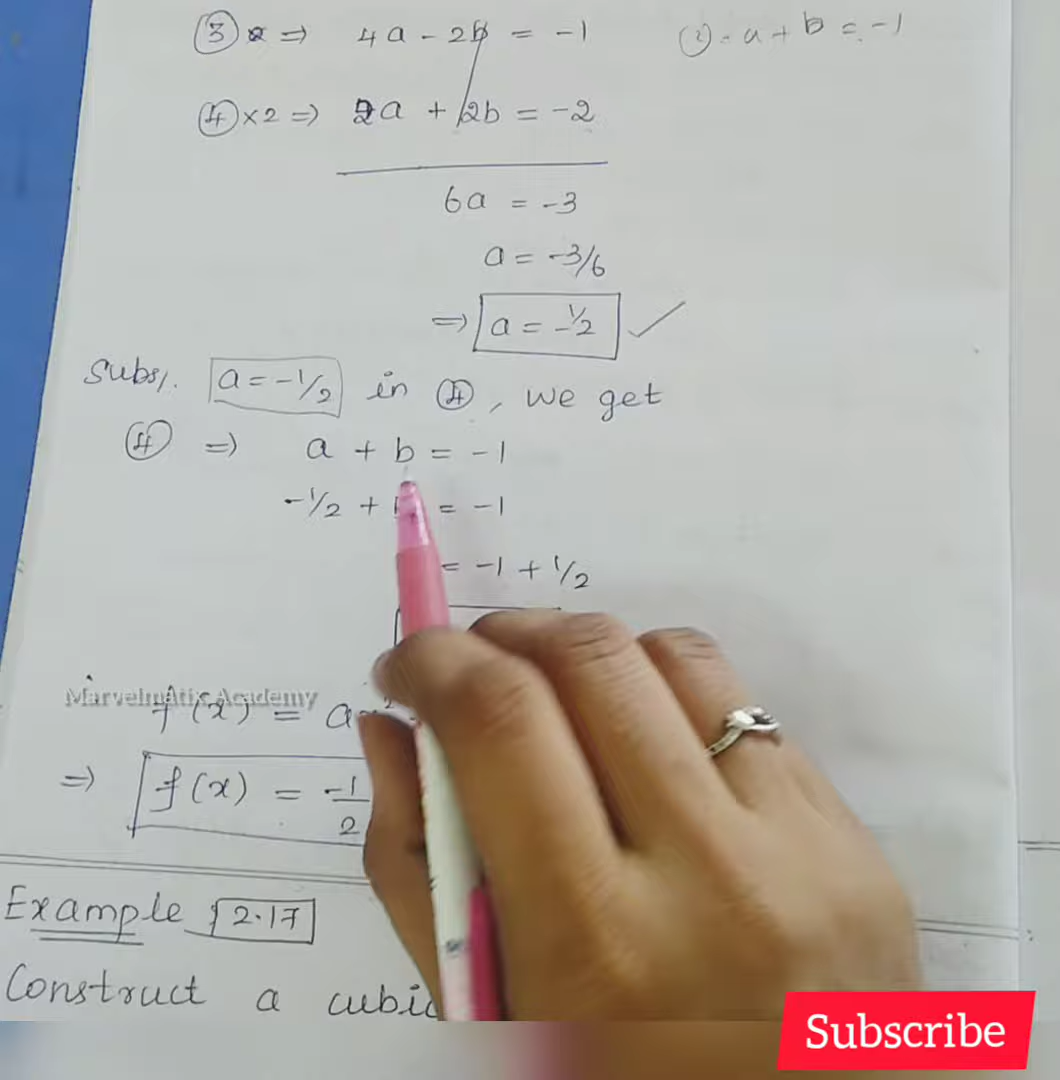 ③ ⇒ 4a - 2b = -1
④ × 2 ⇒ 2a + 2b = -2
6a = -3
a = -3/6
⇒ a = -1/2 ✓
Subs/. a = -1/2 in ④, we get
④ ⇒ a + b = -1
-1/2 + = -1
= -1 + 1/2
Marvelmatix Academy
f(x) = a
⇒ f(x) = -1/2
Example 2.17
Construct a cubic
Subscribe